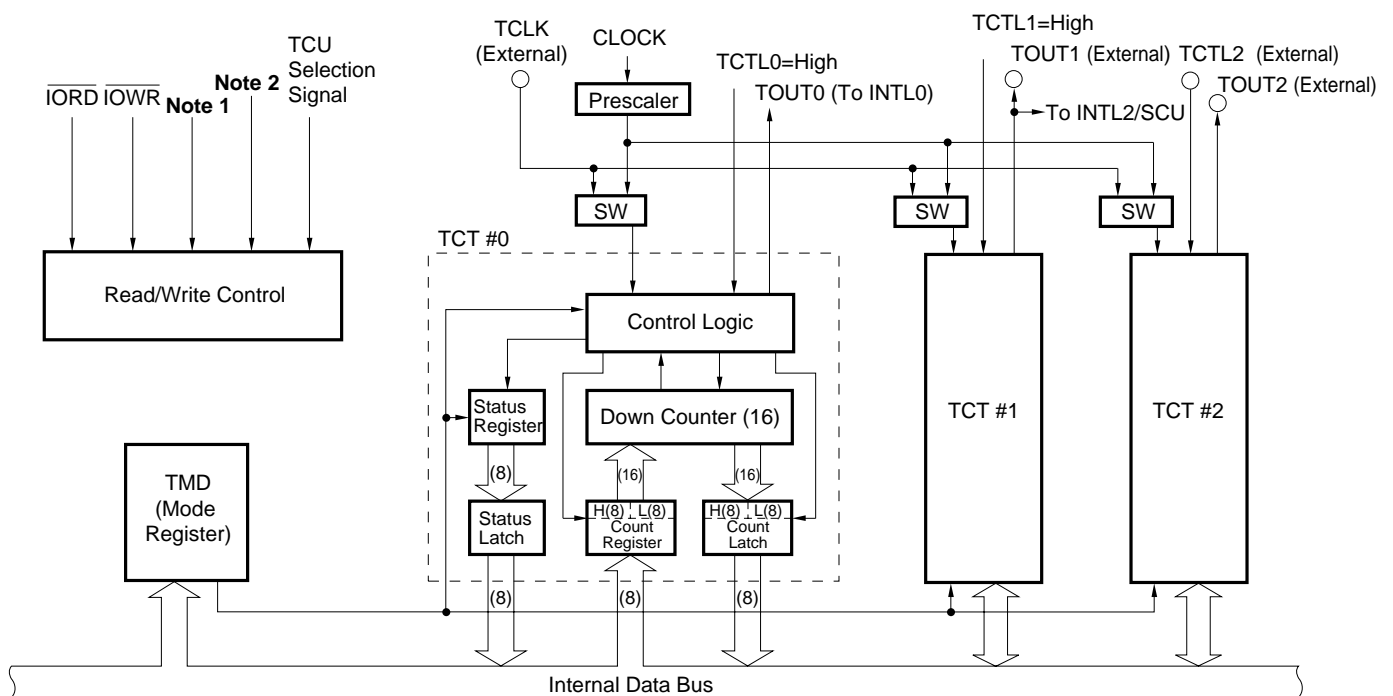 TCLK
(External)
CLOCK
TCTL1=High
TOUT1 (External)
TCTL2 (External)
TOUT2 (External)
TCU
Selection
Signal
IORD IOWR
Note 1
Note 2
TCTL0=High
TOUT0 (To INTL0)
Prescaler
To INTL2/SCU
SW
SW
SW
TCT #0
Read/Write Control
Control Logic
Status
Register
Down Counter (16)
TCT #1
TCT #2
(8)
(16)
(16)
TMD
(Mode
Register)
Status
Latch
H(8) L(8)
Count
Register
H(8) L(8)
Count
Latch
(8)
(8)
(8)
Internal Data Bus